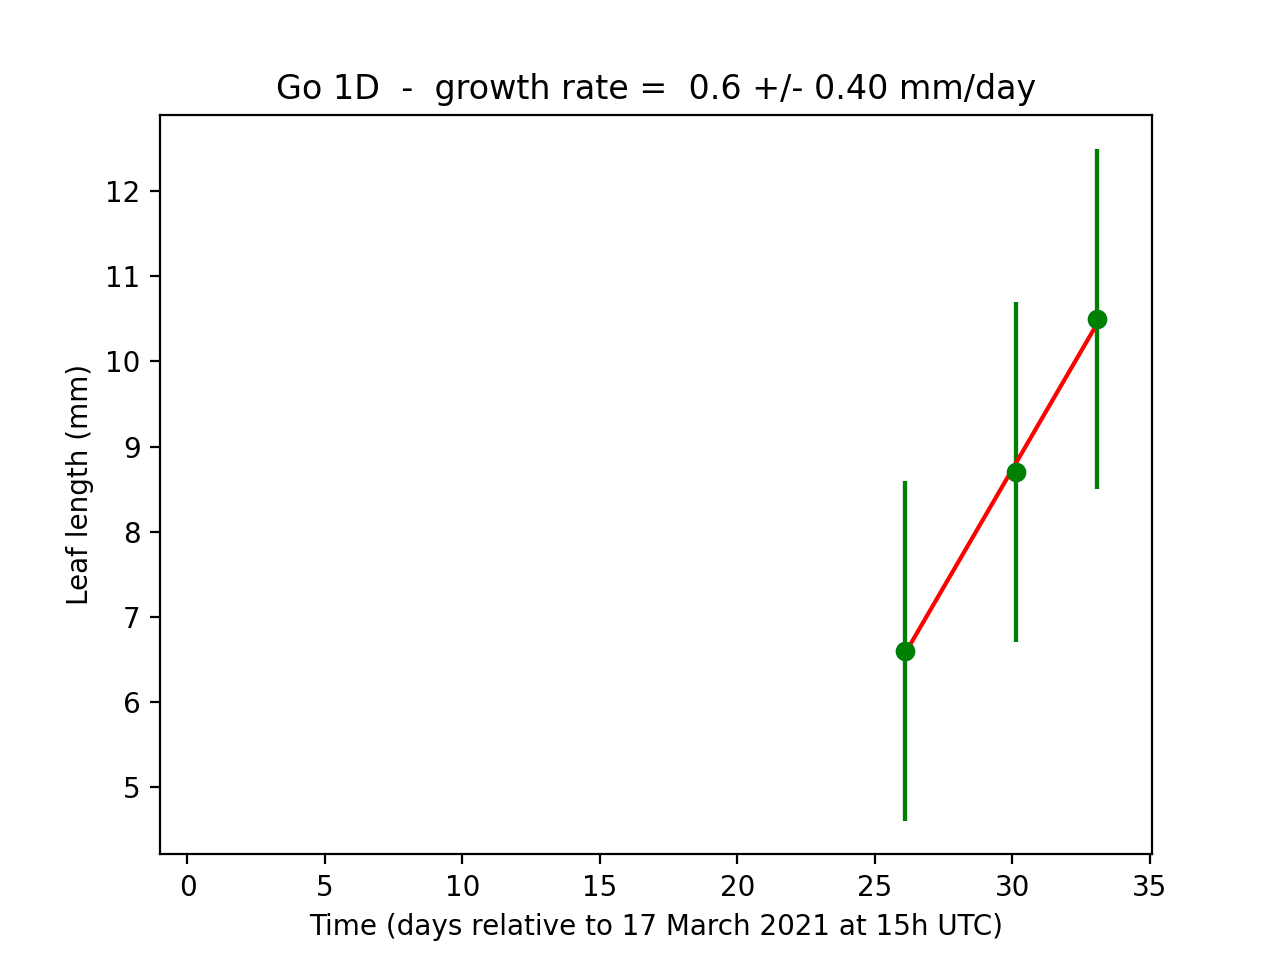 Go 1D  -  growth rate =  0.6 +/- 0.40 mm/day
12
11
10
9
8
7
6
5
Leaf length (mm)
0 5 10 15 20 25 30 35
Time (days relative to 17 March 2021 at 15h UTC)